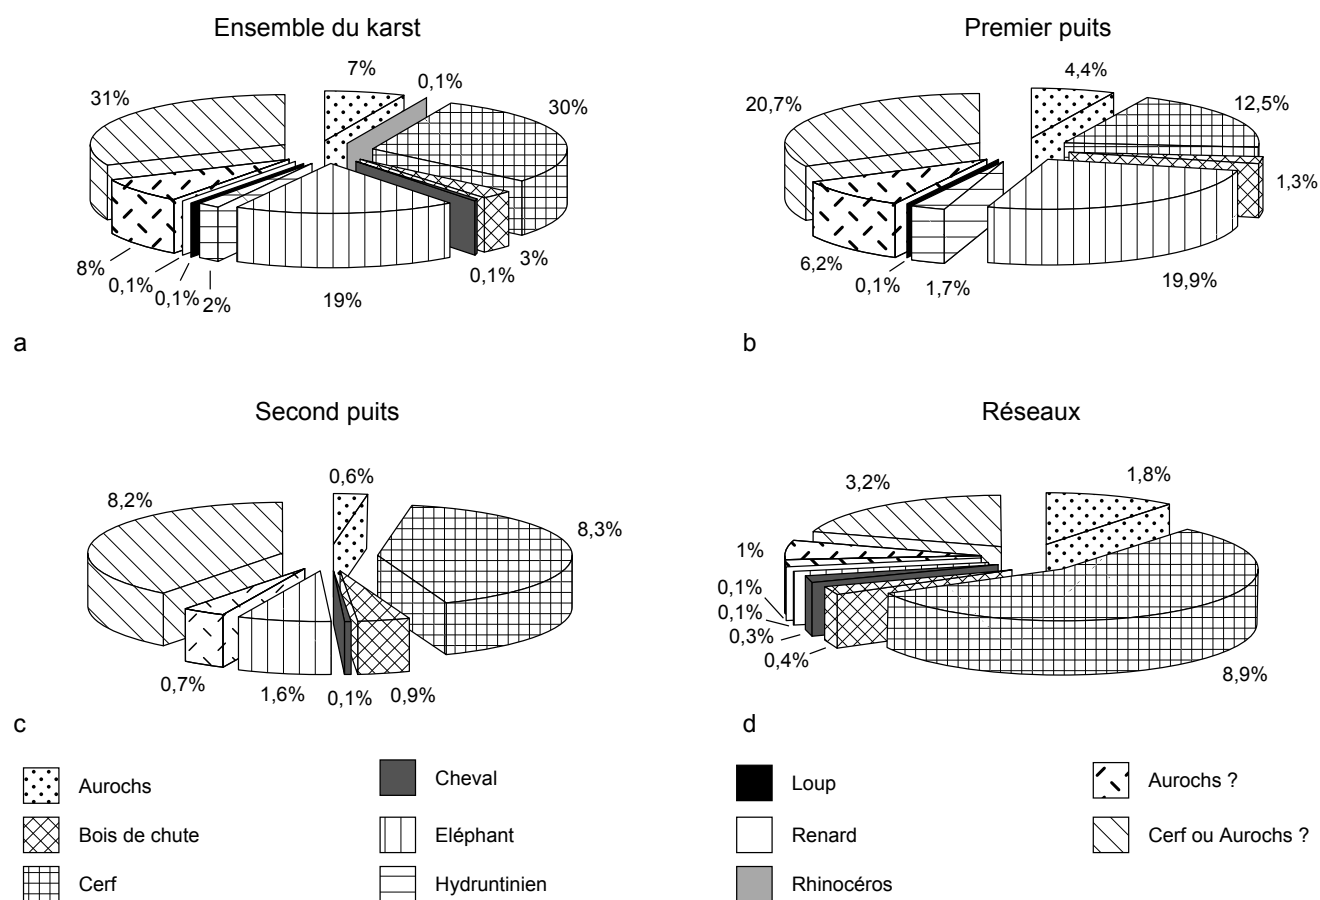 Ensemble du karst
7%
0,1%
31%
30%
8%
0,1%
0,1%
2%
19%
0,1%
3%
a
Premier puits
4,4%
20,7%
12,5%
1,3%
6,2%
0,1%
1,7%
19,9%
b
Second puits
0,6%
8,2%
8,3%
0,7%
1,6%
0,1%
0,9%
c
Réseaux
1,8%
3,2%
1%
0,1%
0,1%
0,3%
0,4%
8,9%
d
Aurochs
Bois de chute
Cerf
Cheval
Eléphant
Hydruntinien
Loup
Renard
Rhinocéros
Aurochs ?
Cerf ou Aurochs ?